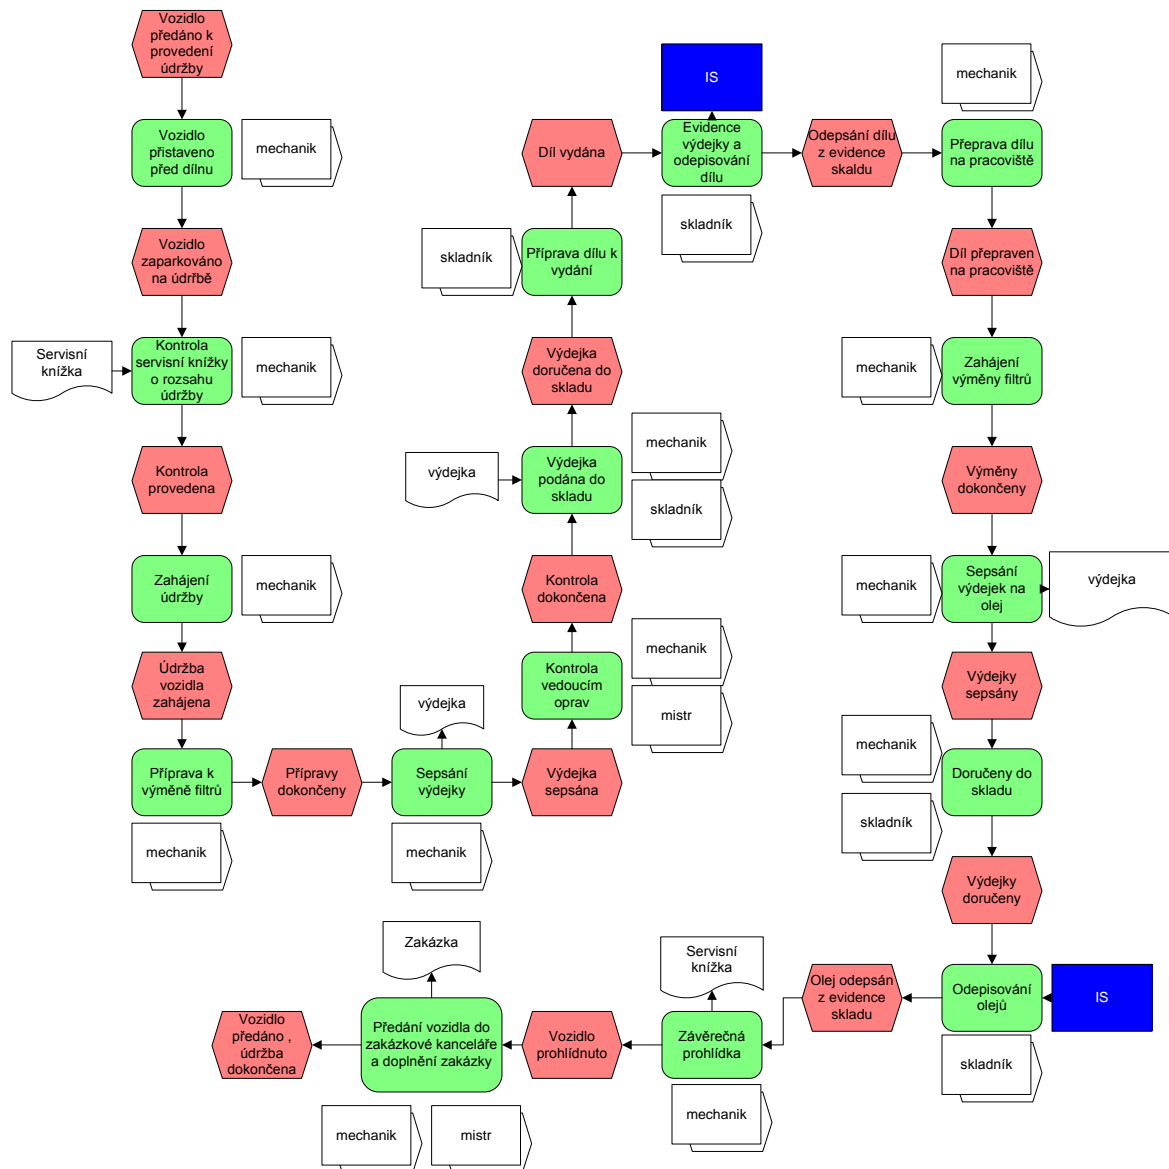 Vozidlo
předáno k
provedení
údržby
Vozidlo
přistaveno
před dílnu
mechanik
Vozidlo
zaparkováno
na údrřbě
Servisní
knížka
Kontrola
servisní knížky
o rozsahu
údržby
mechanik
Kontrola
provedena
Zahájení
údržby
mechanik
Údržba
vozidla
zahájena
Příprava k
výměně filtrů
mechanik
Přípravy
dokončeny
výdejka
Sepsání
výdejky
mechanik
Výdejka
sepsána
Kontrola
vedoucím
oprav
mechanik
mistr
Kontrola
dokončena
výdejka
Výdejka
podána do
skladu
mechanik
skladník
Výdejka
doručena do
skladu
skladník
Příprava dílu k
vydání
Díl vydána
IS
Evidence
výdejky a
odepisování
dílu
skladník
Odepsání dílu
z evidence
skaldu
mechanik
Přeprava dílu
na pracoviště
Díl přepraven
na pracoviště
mechanik
Zahájení
výměny filtrů
Výměny
dokončeny
mechanik
Sepsání
výdejek na
olej
výdejka
Výdejky
sepsány
mechanik
skladník
Doručeny do
skladu
Výdejky
doručeny
Odepisování
olejů
IS
skladník
Olej odepsán
z evidence
skladu
Servisní
knížka
Závěrečná
prohlídka
mechanik
Vozidlo
prohlídnuto
Zakázka
Předání vozidla do
zakázkové kanceláře
a doplnění zakázky
mechanik
mistr
Vozidlo
předáno ,
údržba
dokončena